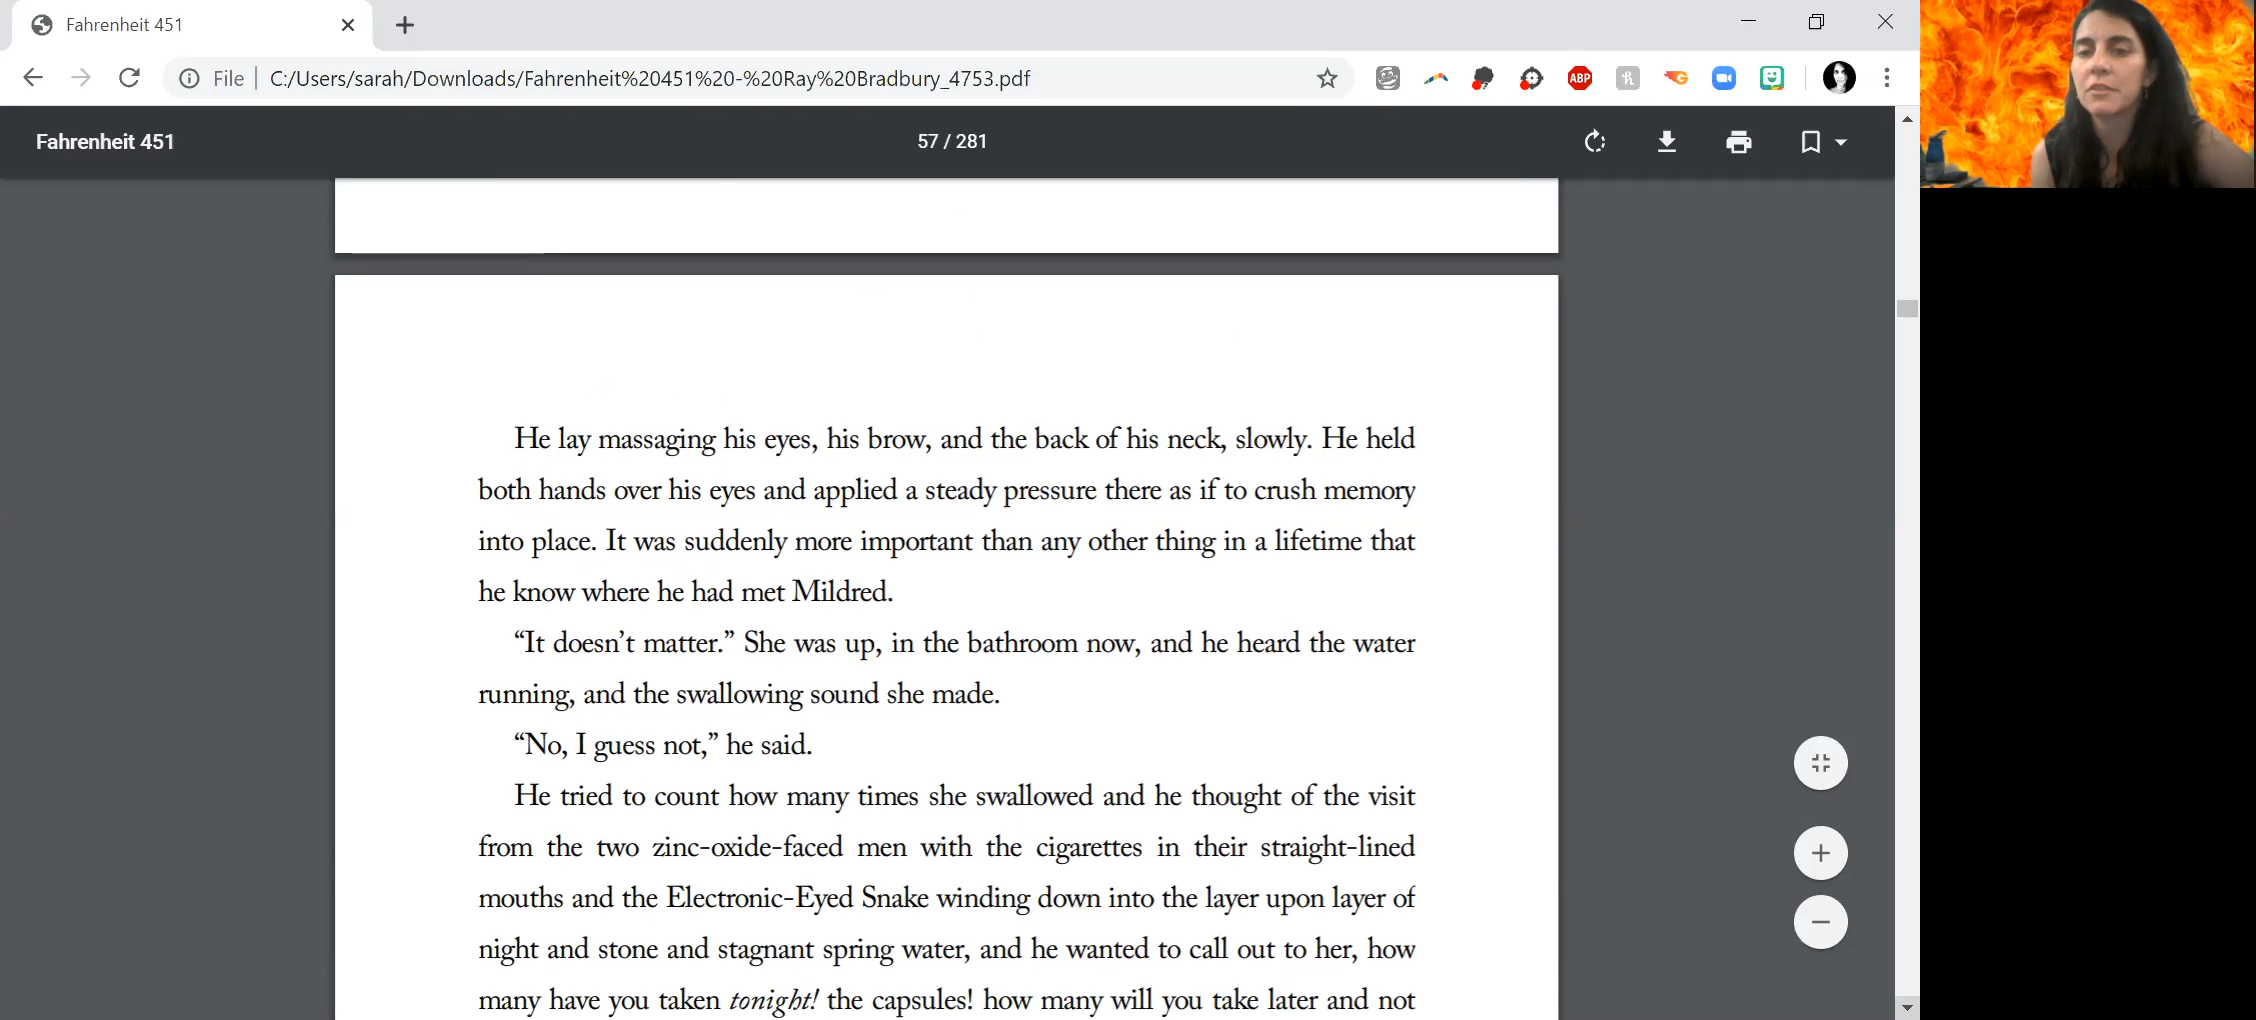 Fahrenheit 451
File
C:/Users/sarah/Downloads/Fahrenheit%20451%20-%20Ray%20Bradbury_4753.pdf
ABP
Fahrenheit 451
57 / 281
He lay massaging his eyes, his brow, and the back of his neck, slowly. He held
both hands over his eyes and applied a steady pressure there as if to crush memory
into place. It was suddenly more important than any other thing in a lifetime that
he know where he had met Mildred.
“It doesn’t matter.” She was up, in the bathroom now, and he heard the water
running, and the swallowing sound she made.
“No, I guess not,” he said.
He tried to count how many times she swallowed and he thought of the visit
from the two zinc-oxide-faced men with the cigarettes in their straight-lined
mouths and the Electronic-Eyed Snake winding down into the layer upon layer of
night and stone and stagnant spring water, and he wanted to call out to her, how
many have you taken tonight! the capsules! how many will you take later and not